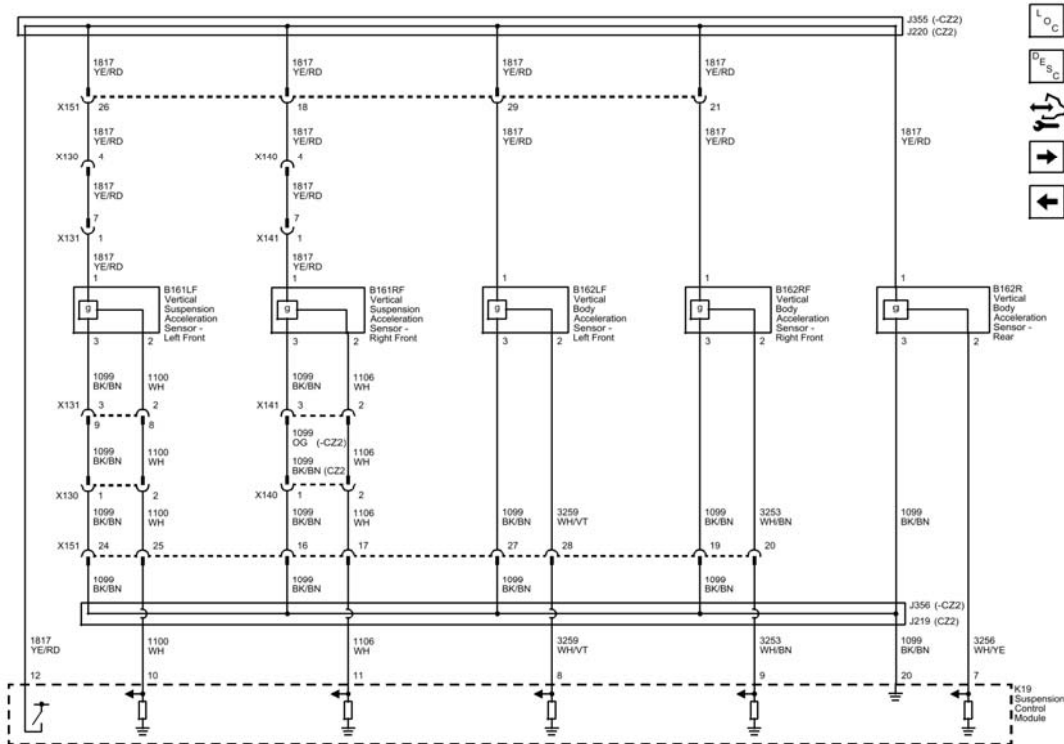 J355 (-CZ2)
J220 (CZ2)
L O C
D E S C
1817 YE/RD
1817 YE/RD
1817 YE/RD
1817 YE/RD
X151 26 18 29 21
1817 YE/RD
1817 YE/RD
1817 YE/RD
1817 YE/RD
1817 YE/RD
X130 4
X140 4
1817 YE/RD
1817 YE/RD
7
7
X131 1
X141 1
1817 YE/RD
1817 YE/RD
1
1
1
1
1
B161LF
Vertical
Suspension
Acceleration
Sensor -
Left Front
B161RF
Vertical
Suspension
Acceleration
Sensor -
Right Front
B162LF
Vertical
Body
Acceleration
Sensor -
Left Front
B162RF
Vertical
Body
Acceleration
Sensor -
Right Front
B162R
Vertical
Body
Acceleration
Sensor -
Rear
g
g
g
g
g
3 2
3 2
3 2
3 2
3 2
1099 BK/BN
1100 WH
1099 BK/BN
1106 WH
X131 3 2
X141 3 2
9 8
1099 OG (-CZ2)
1099 BK/BN
1100 WH
1099 BK/BN (CZ2
1106 WH
X130 1 2
X140 1 2
1099 BK/BN
1100 WH
1099 BK/BN
1106 WH
1099 BK/BN
3259 WH/VT
1099 BK/BN
3253 WH/BN
1099 BK/BN
X151 24 25 16 17 27 28 19 20
1099 BK/BN
1099 BK/BN
1099 BK/BN
1099 BK/BN
J356 (-CZ2)
J219 (CZ2)
1817 YE/RD
1100 WH
1106 WH
3259 WH/VT
3253 WH/BN
1099 BK/BN
3256 WH/YE
12 10 11 8 9 20 7
K19
Suspension
Control
Module